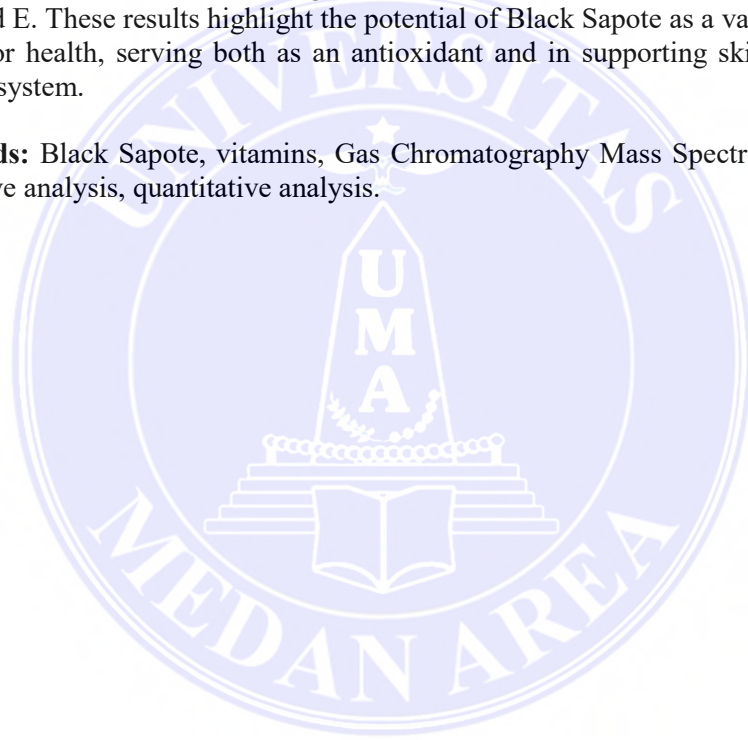 d E. These results highlight the potential of Black Sapote as a va
or health, serving both as an antioxidant and in supporting ski
system.
ds: Black Sapote, vitamins, Gas Chromatography Mass Spectr
ve analysis, quantitative analysis.
UNIVERSITAS
UMA
MEDAN AREA